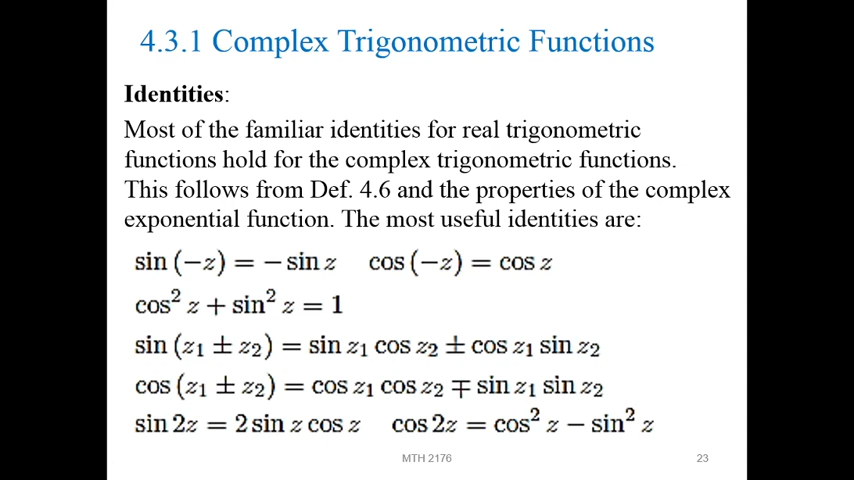 4.3.1 Complex Trigonometric Functions
Identities:
Most of the familiar identities for real trigonometric
functions hold for the complex trigonometric functions.
This follows from Def. 4.6 and the properties of the complex
exponential function. The most useful identities are:
sin (−z) = − sin z cos (−z) = cos z
cos² z + sin² z = 1
sin (z₁ ± z₂) = sin z₁ cos z₂ ± cos z₁ sin z₂
cos (z₁ ± z₂) = cos z₁ cos z₂ ∓ sin z₁ sin z₂
sin 2z = 2 sin z cos z cos 2z = cos² z − sin² z
MTH 2176 23